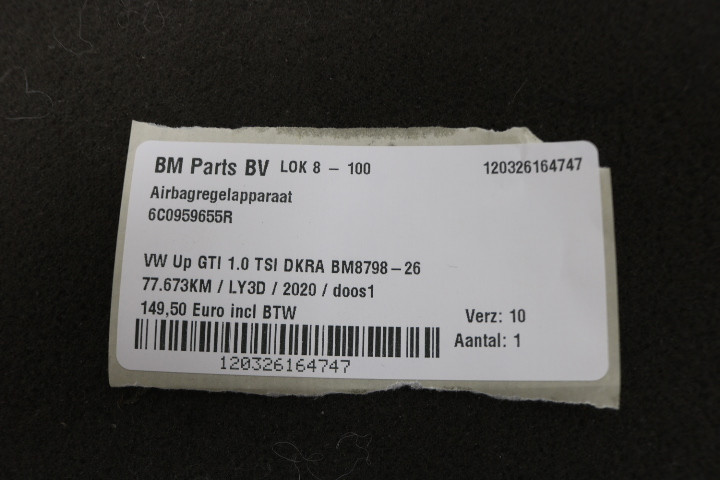 BM Parts BV LOK 8 - 100 120326164747
Airbagregelapparaat
6C0959655R
VW Up GTI 1.0 TSI DKRA BM8798-26
77.673KM / LY3D / 2020 / doos1
149,50 Euro incl BTW
Verz: 10
Aantal: 1
120326164747